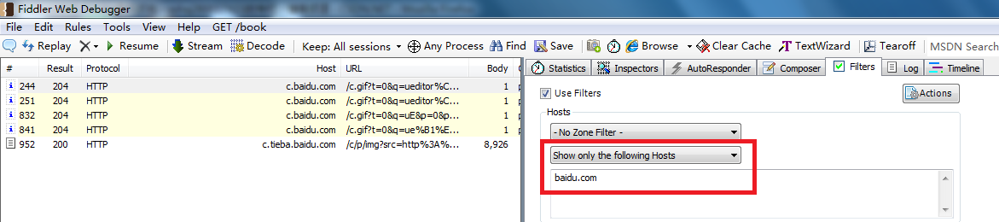 Fiddler Web Debugger
File Edit Rules Tools View Help GET /book
Replay Resume Stream Decode Keep: All sessions Any Process Find Save Browse Clear Cache TextWizard Tearoff MSDN Search
# Result Protocol Host URL Body
244 204 HTTP c.baidu.com /c.gif?t=0&q=ueditor%C... 1
251 204 HTTP c.baidu.com /c.gif?t=0&q=ueditor%C... 1
832 204 HTTP c.baidu.com /c.gif?t=0&q=uE&p=0&p... 1
841 204 HTTP c.baidu.com /c.gif?t=0&q=ue%B1%E... 1
952 200 HTTP c.tieba.baidu.com /c/p/img?src=http%3A%... 8,926
Statistics Inspectors AutoResponder Composer Filters Log Timeline
Use Filters Actions
Hosts
- No Zone Filter -
Show only the following Hosts
baidu.com